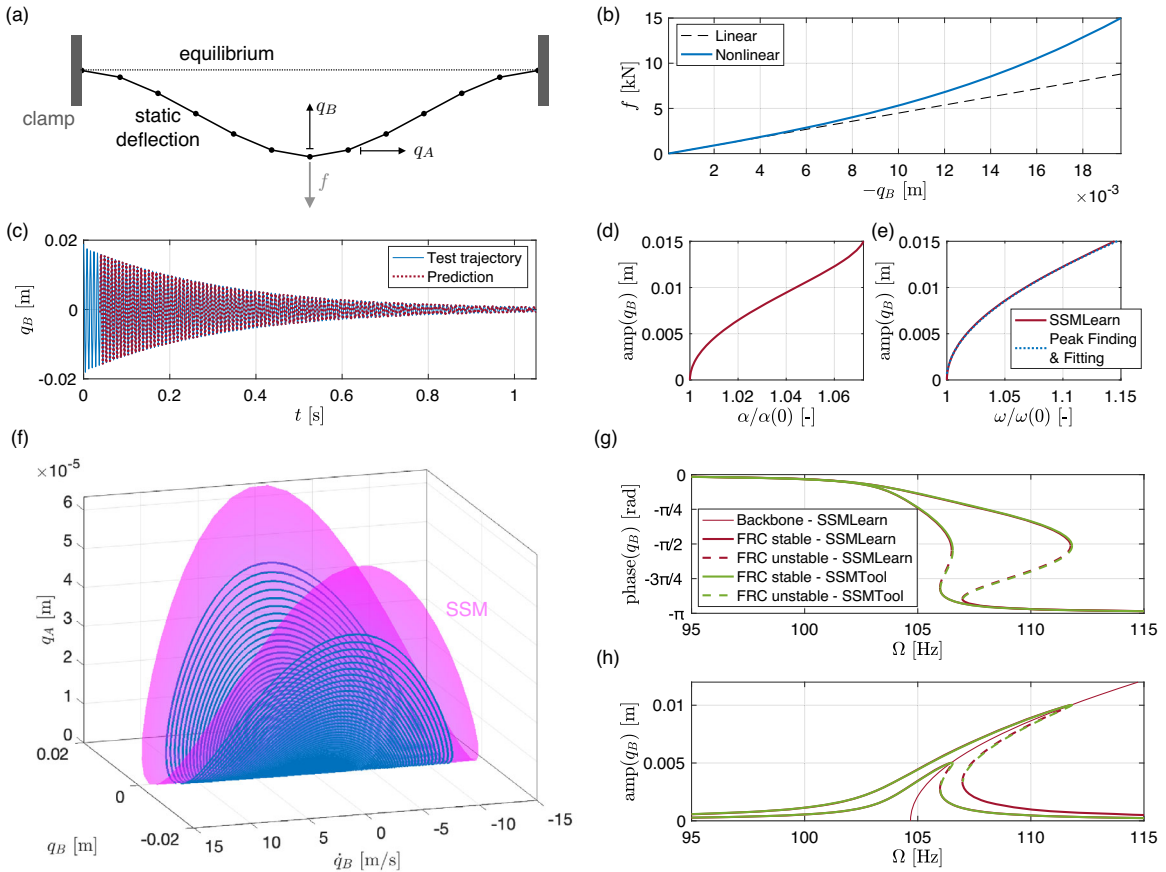 (a)
equilibrium
clamp
static
deflection
q_B
q_A
f
(b)
Linear
Nonlinear
f [kN]
15
10
5
0
2 4 6 8 10 12 14 16 18
−q_B [m]
×10^-3
(c)
Test trajectory
Prediction
q_B [m]
0.02
0
-0.02
0 0.2 0.4 0.6 0.8 1
t [s]
(d)
amp(q_B) [m]
0.015
0.01
0.005
0
1 1.02 1.04 1.06
α/α(0) [-]
(e)
SSMLearn
Peak Finding
& Fitting
amp(q_B) [m]
0.015
0.01
0.005
0
1 1.05 1.1 1.15
ω/ω(0) [-]
(f)
×10^-5
6
5
4
3
2
1
0
q_A [m]
SSM
0.02
0
-0.02
q_B [m]
15 10 5 0 -5 -10 -15
q̇_B [m/s]
(g)
phase(q_B) [rad]
0
-π/4
-π/2
-3π/4
-π
Backbone - SSMLearn
FRC stable - SSMLearn
FRC unstable - SSMLearn
FRC stable - SSMTool
FRC unstable - SSMTool
95 100 105 110 115
Ω [Hz]
(h)
amp(q_B) [m]
0.01
0.005
0
95 100 105 110 115
Ω [Hz]